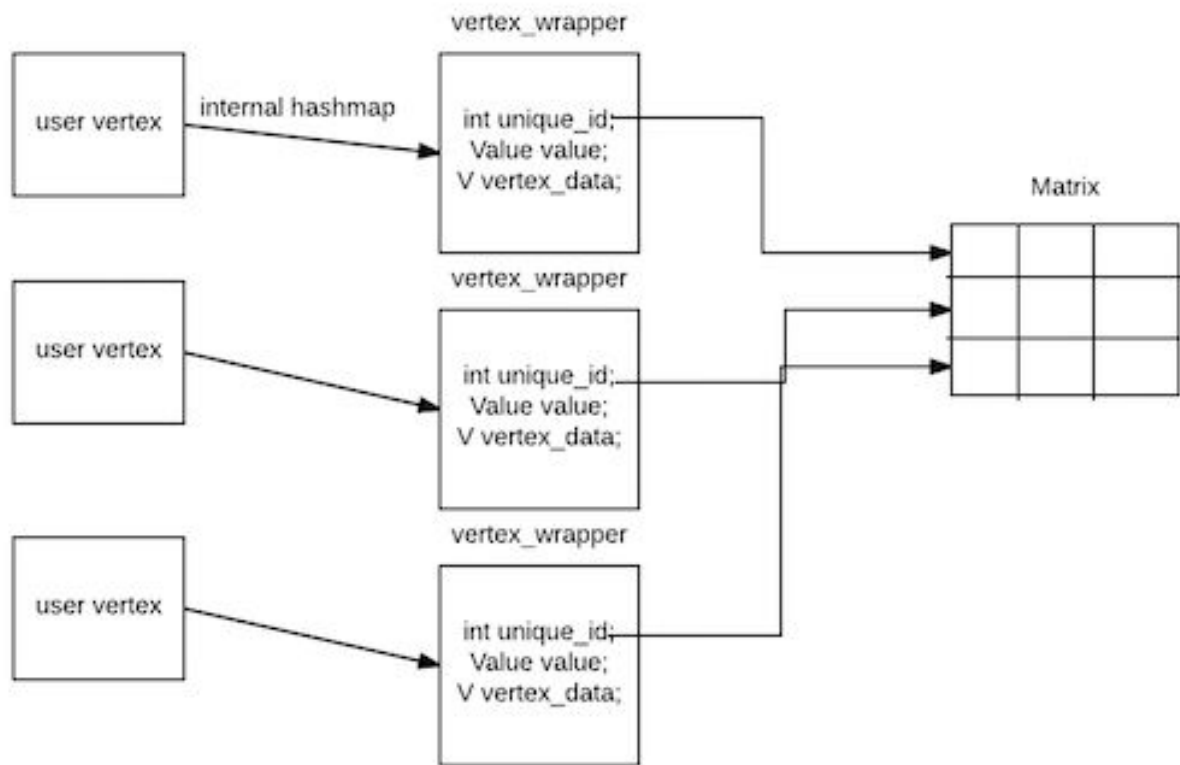 vertex_wrapper
user vertex
internal hashmap
int unique_id;
Value value;
V vertex_data;
Matrix
vertex_wrapper
user vertex
int unique_id;
Value value;
V vertex_data;
vertex_wrapper
user vertex
int unique_id;
Value value;
V vertex_data;